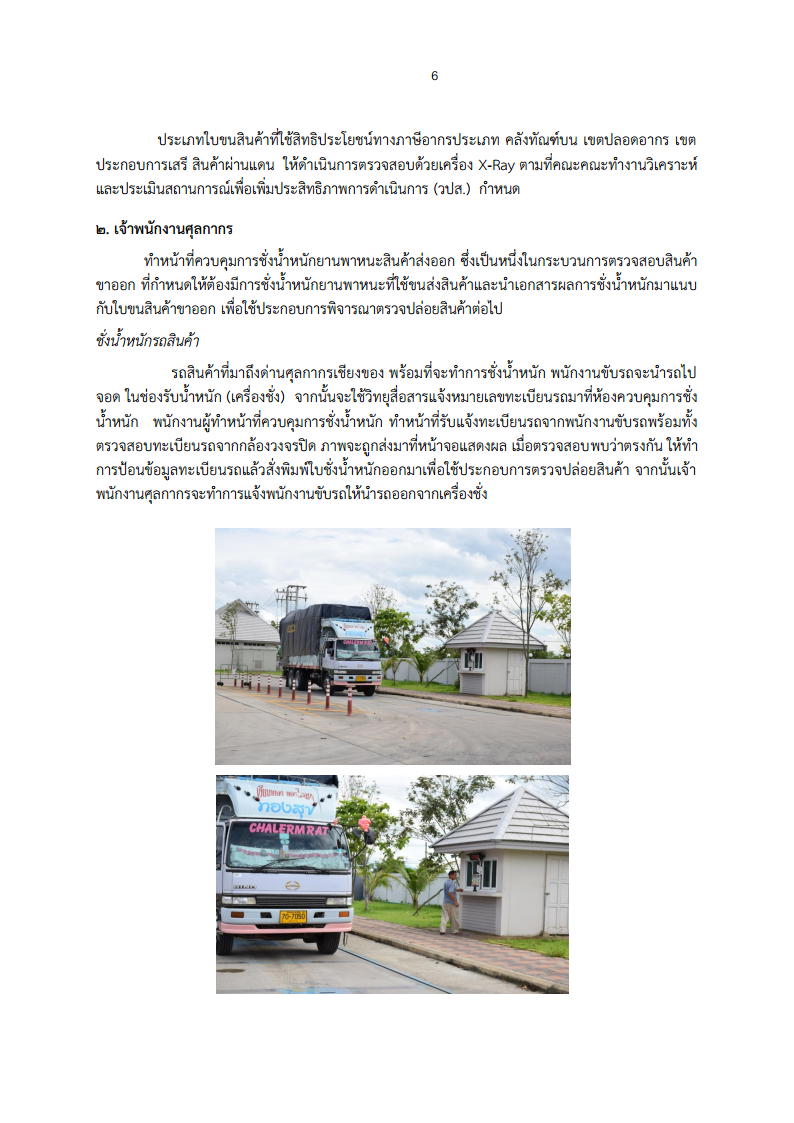 6
ประเภทใบขนสินค้าที่ใช้สิทธิประโยชน์ทางภาษีอากรประเภท คลังทัณฑ์บน เขตปลอดอากร เขต
ประกอบการเสรี สินค้าผ่านแดน ให้ดำเนินการตรวจสอบด้วยเครื่อง X-Ray ตามที่คณะคณะทำงานวิเคราะห์
และประเมินสถานการณ์เพื่อเพิ่มประสิทธิภาพการดำเนินการ (วปส.) กำหนด
๒. เจ้าพนักงานศุลกากร
ทำหน้าที่ควบคุมการชั่งน้ำหนักยานพาหนะสินค้าส่งออก ซึ่งเป็นหนึ่งในกระบวนการตรวจสอบสินค้า
ขาออก ที่กำหนดให้ต้องมีการชั่งน้ำหนักยานพาหนะที่ใช้ขนส่งสินค้าและนำเอกสารผลการชั่งน้ำหนักมาแนบ
กับใบขนสินค้าขาออก เพื่อใช้ประกอบการพิจารณาตรวจปล่อยสินค้าต่อไป
ชั่งน้ำหนักรถสินค้า
รถสินค้าที่มาถึงด่านศุลกากรเชียงของ พร้อมที่จะทำการชั่งน้ำหนัก พนักงานขับรถจะนำรถไป
จอด ในช่องรับน้ำหนัก (เครื่องชั่ง) จากนั้นจะใช้วิทยุสื่อสารแจ้งหมายเลขทะเบียนรถมาที่ห้องควบคุมการชั่ง
น้ำหนัก พนักงานผู้ทำหน้าที่ควบคุมการชั่งน้ำหนัก ทำหน้าที่รับแจ้งทะเบียนรถจากพนักงานขับรถพร้อมทั้ง
ตรวจสอบทะเบียนรถจากกล้องวงจรปิด ภาพจะถูกส่งมาที่หน้าจอแสดงผล เมื่อตรวจสอบพบว่าตรงกัน ให้ทำ
การป้อนข้อมูลทะเบียนรถแล้วสั่งพิมพ์ใบชั่งน้ำหนักออกมาเพื่อใช้ประกอบการตรวจปล่อยสินค้า จากนั้นเจ้า
พนักงานศุลกากรจะทำการแจ้งพนักงานขับรถให้นำรถออกจากเครื่องชั่ง
CHALERMRAT
ทองสุข
CHALERMRAT
70-7050